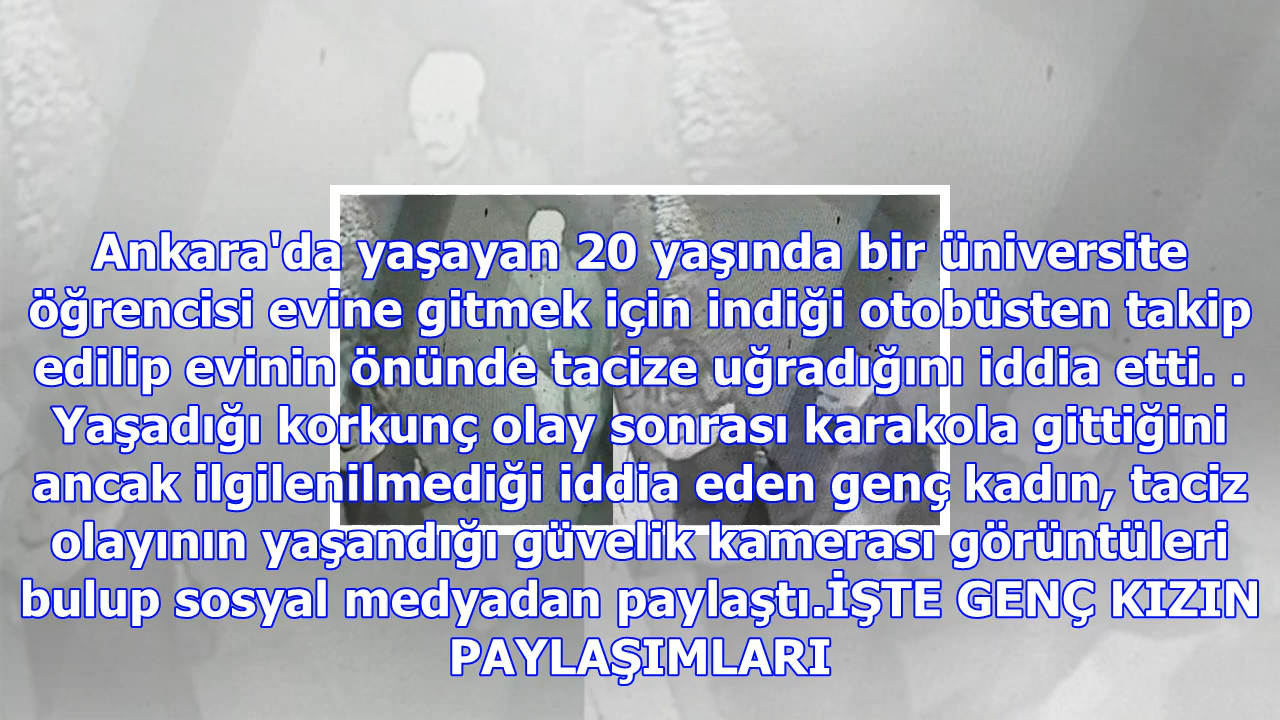 Ankara'da yaşayan 20 yaşında bir üniversite
öğrencisi evine gitmek için indiği otobüsten takip
edilip evinin önünde tacize uğradığını iddia etti. .
Yaşadığı korkunç olay sonrası karakola gittiğini
ancak ilgilenilmediği iddia eden genç kadın, taciz
olayının yaşandığı güvelik kamerası görüntüleri
bulup sosyal medyadan paylaştı.İŞTE GENÇ KIZIN
PAYLAŞIMLARI